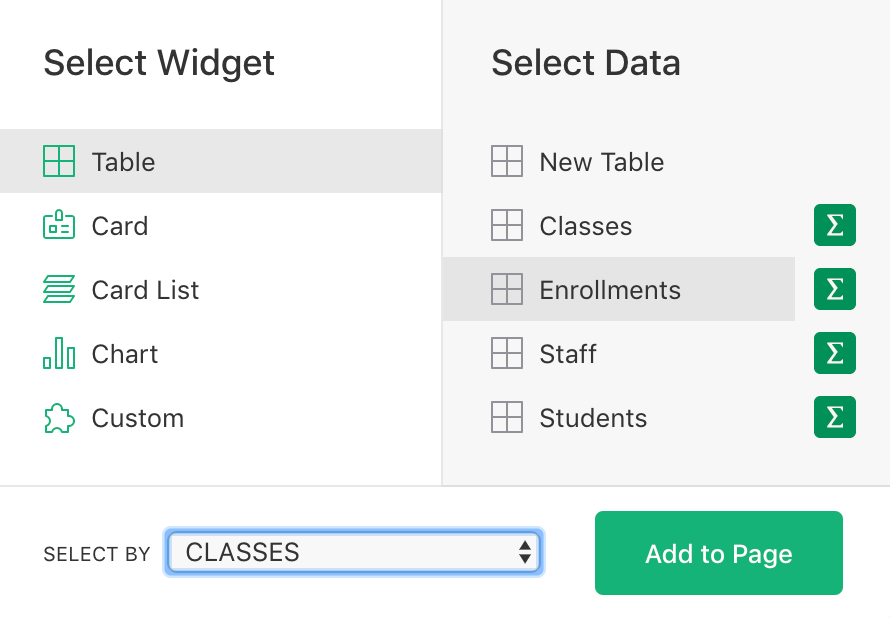 Select Widget
Table
Card
Card List
Chart
Custom
Select Data
New Table
Classes Σ
Enrollments Σ
Staff Σ
Students Σ
SELECT BY CLASSES
Add to Page